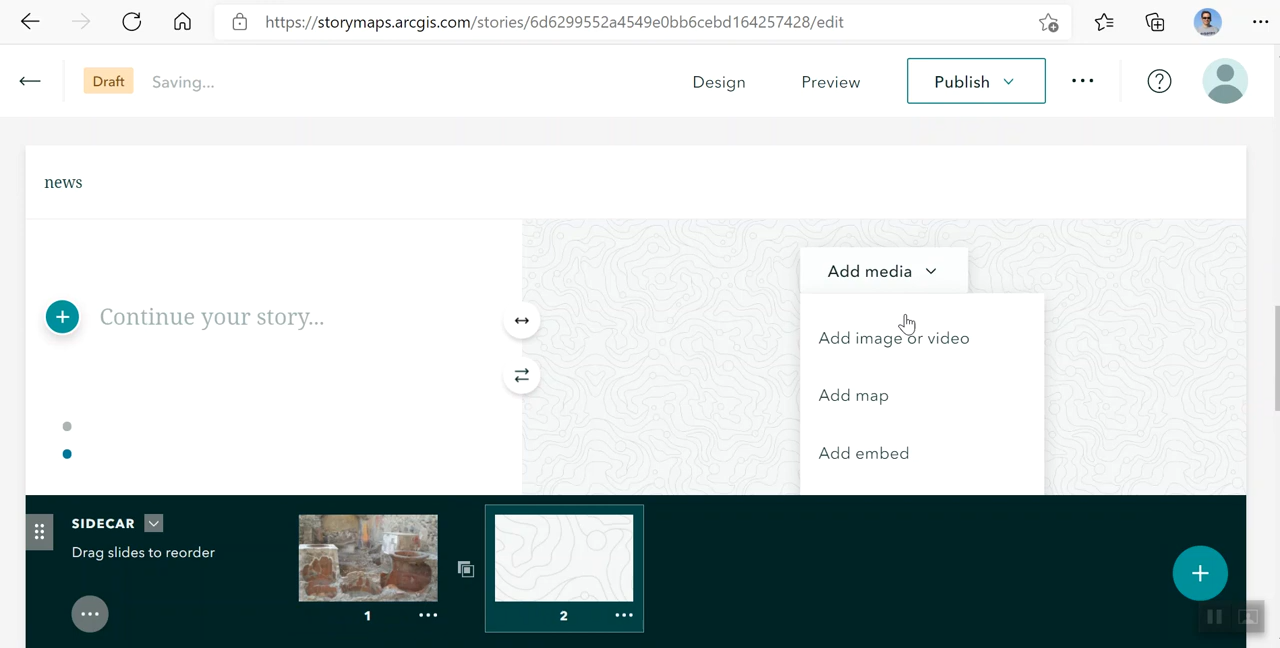 https://storymaps.arcgis.com/stories/6d6299552a4549e0bb6cebd164257428/edit
Draft Saving... Design Preview Publish
news
Add media
Continue your story...
Add image or video
Add map
Add embed
SIDECAR
Drag slides to reorder
1 2